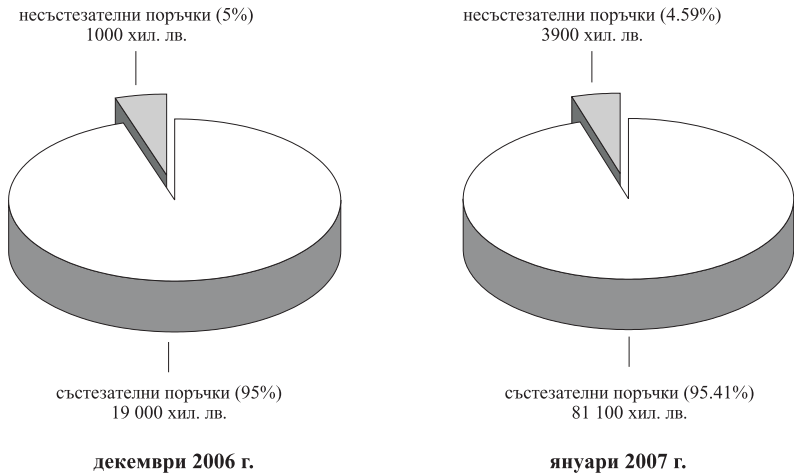 несъстезателни поръчки (5%)
1000 хил. лв.
състезателни поръчки (95%)
19 000 хил. лв.
декември 2006 г.
несъстезателни поръчки (4.59%)
3900 хил. лв.
състезателни поръчки (95.41%)
81 100 хил. лв.
януари 2007 г.